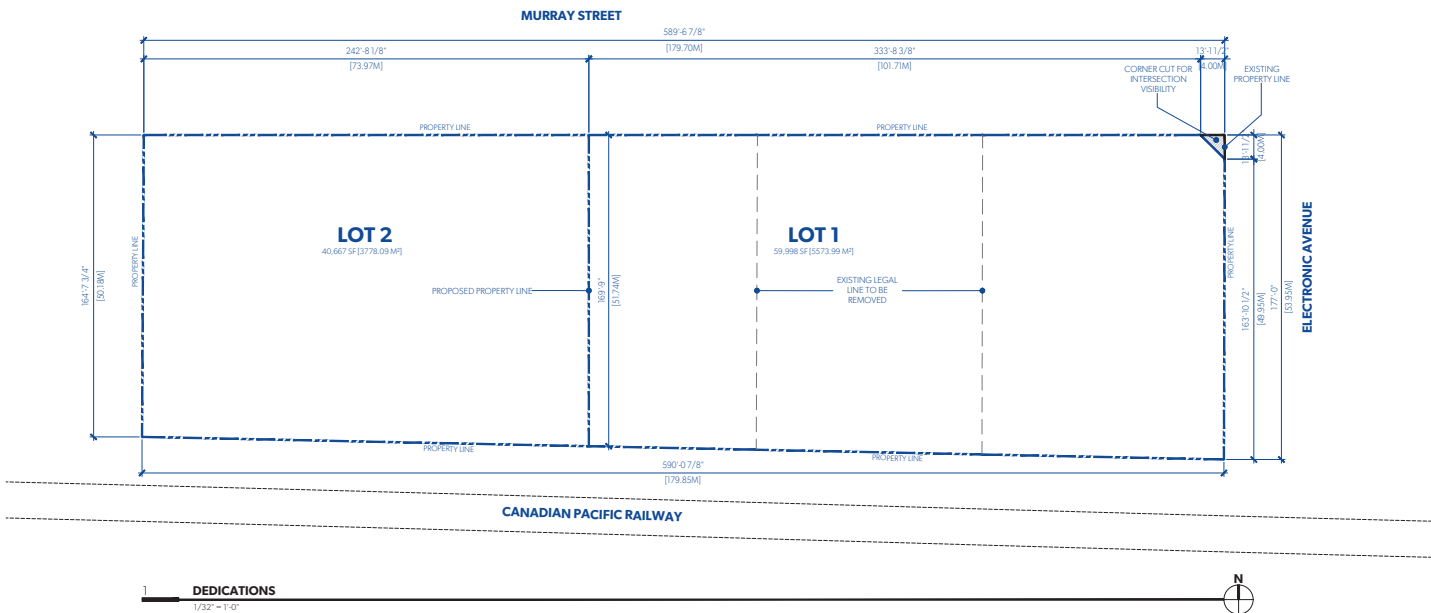 MURRAY STREET
589'-6 7/8"
[179.70M]
242'-8 1/8"
[73.97M]
333'-8 3/8"
[101.71M]
13'-1 1/2"
[4.00M]
CORNER CUT FOR
INTERSECTION
VISIBILITY
EXISTING
PROPERTY LINE
PROPERTY LINE
PROPERTY LINE
13'-1 1/2"
[4.00M]
LOT 2
40,667 SF [3778.09 M²]
LOT 1
59,998 SF [5573.99 M²]
PROPERTY LINE
164'-7 3/4"
[50.18M]
PROPOSED PROPERTY LINE
169'-9"
[51.74M]
EXISTING LEGAL
LINE TO BE
REMOVED
PROPERTY LINE
163'-10 1/2"
[49.95M]
177'-0"
[53.95M]
ELECTRONIC AVENUE
PROPERTY LINE
PROPERTY LINE
590'-0 7/8"
[179.85M]
CANADIAN PACIFIC RAILWAY
1
DEDICATIONS
1/32" = 1'-0"
N